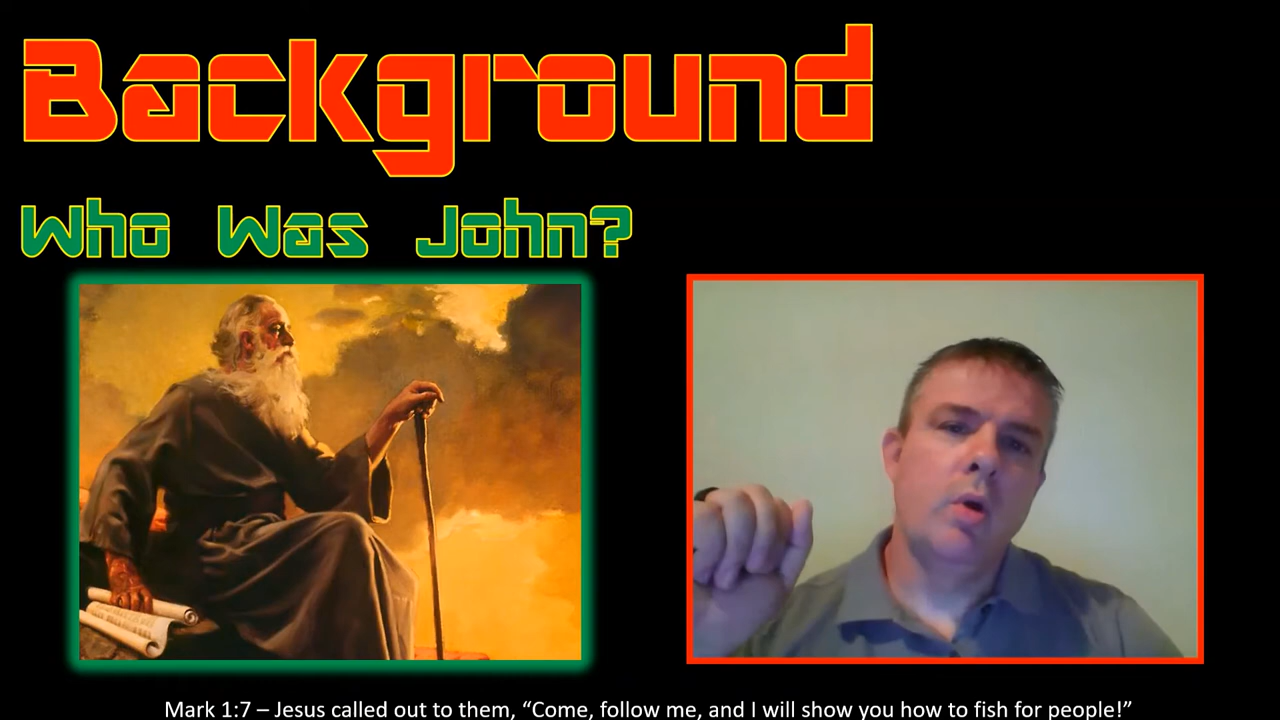 Background
Who Was John?
Mark 1:7 – Jesus called out to them, “Come, follow me, and I will show you how to fish for people!”